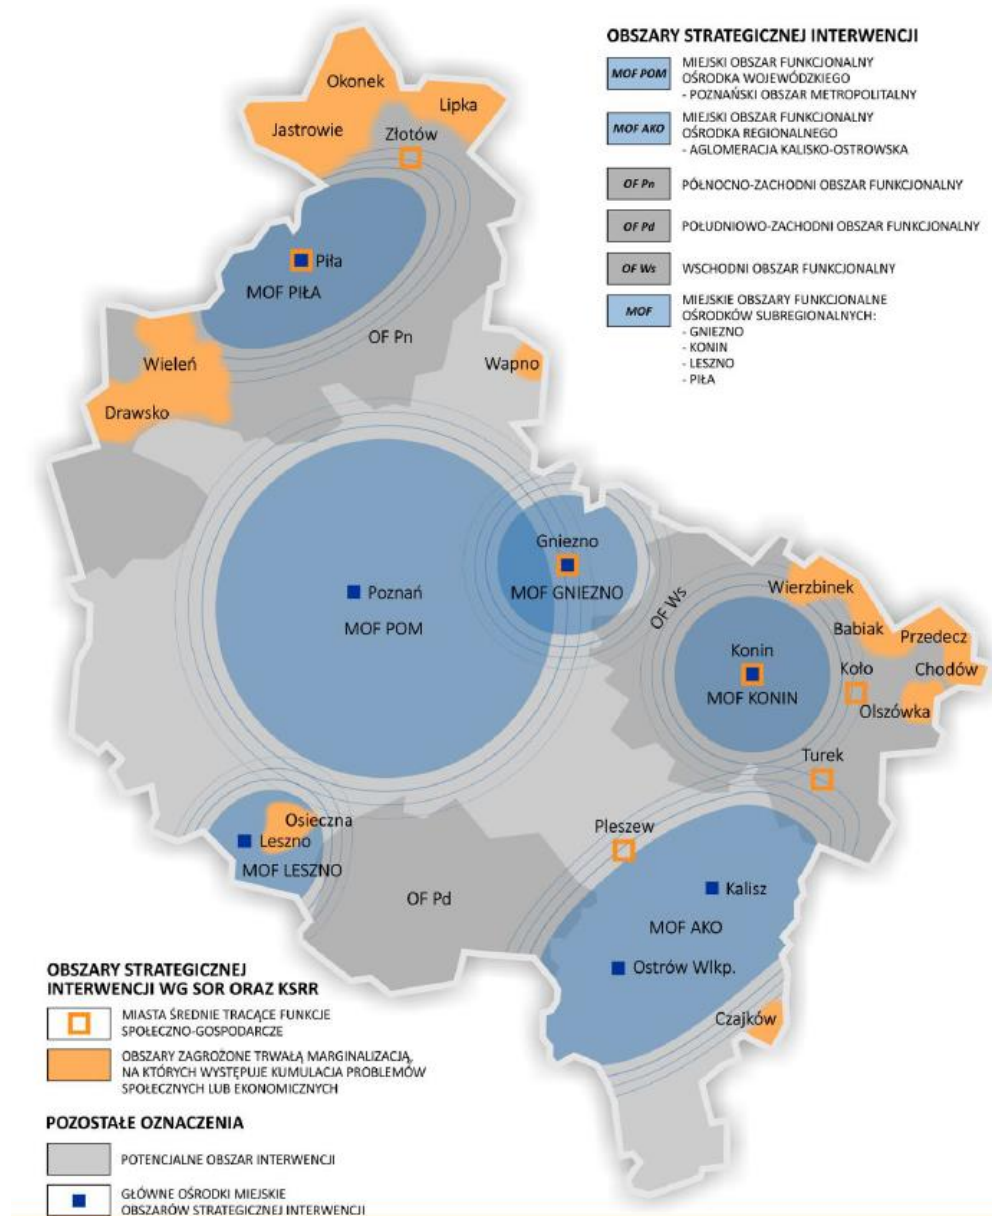 OBSZARY STRATEGICZNEJ INTERWENCJI
MOF POM
MIEJSKI OBSZAR FUNKCJONALNY
OŚRODKA WOJEWÓDZKIEGO
- POZNAŃSKI OBSZAR METROPOLITALNY
MOF AKO
MIEJSKI OBSZAR FUNKCJONALNY
OŚRODKA REGIONALNEGO
- AGLOMERACJA KALISKO-OSTROWSKA
OF Pn
PÓŁNOCNO-ZACHODNI OBSZAR FUNKCJONALNY
OF Pd
POŁUDNIOWO-ZACHODNI OBSZAR FUNKCJONALNY
OF Ws
WSCHODNI OBSZAR FUNKCJONALNY
MOF
MIEJSKIE OBSZARY FUNKCJONALNE
OŚRODKÓW SUBREGIONALNYCH:
- GNIEZNO
- KONIN
- LESZNO
- PIŁA
Okonek
Lipka
Jastrowie
Złotów
Piła
MOF PIŁA
OF Pn
Wieleń
Wapno
Drawsko
Gniezno
MOF GNIEZNO
Poznań
MOF POM
OF Ws
Wierzbinek
Babiak
Przedecz
Konin
Koło
Chodów
MOF KONIN
Olszówka
Turek
Osieczna
Leszno
MOF LESZNO
Pleszew
OF Pd
Kalisz
MOF AKO
Ostrów Wlkp.
Czajków
OBSZARY STRATEGICZNEJ
INTERWENCJI WG SOR ORAZ KSRR
MIASTA ŚREDNIE TRACĄCE FUNKCJE
SPOŁECZNO-GOSPODARCZE
OBSZARY ZAGROŻONE TRWAŁĄ MARGINALIZACJĄ,
NA KTÓRYCH WYSTĘPUJE KUMULACJA PROBLEMÓW
SPOŁECZNYCH LUB EKONOMICZNYCH
POZOSTAŁE OZNACZENIA
POTENCJALNE OBSZAR INTERWENCJI
GŁÓWNE OŚRODKI MIEJSKIE
OBSZARÓW STRATEGICZNEJ INTERWENCJI